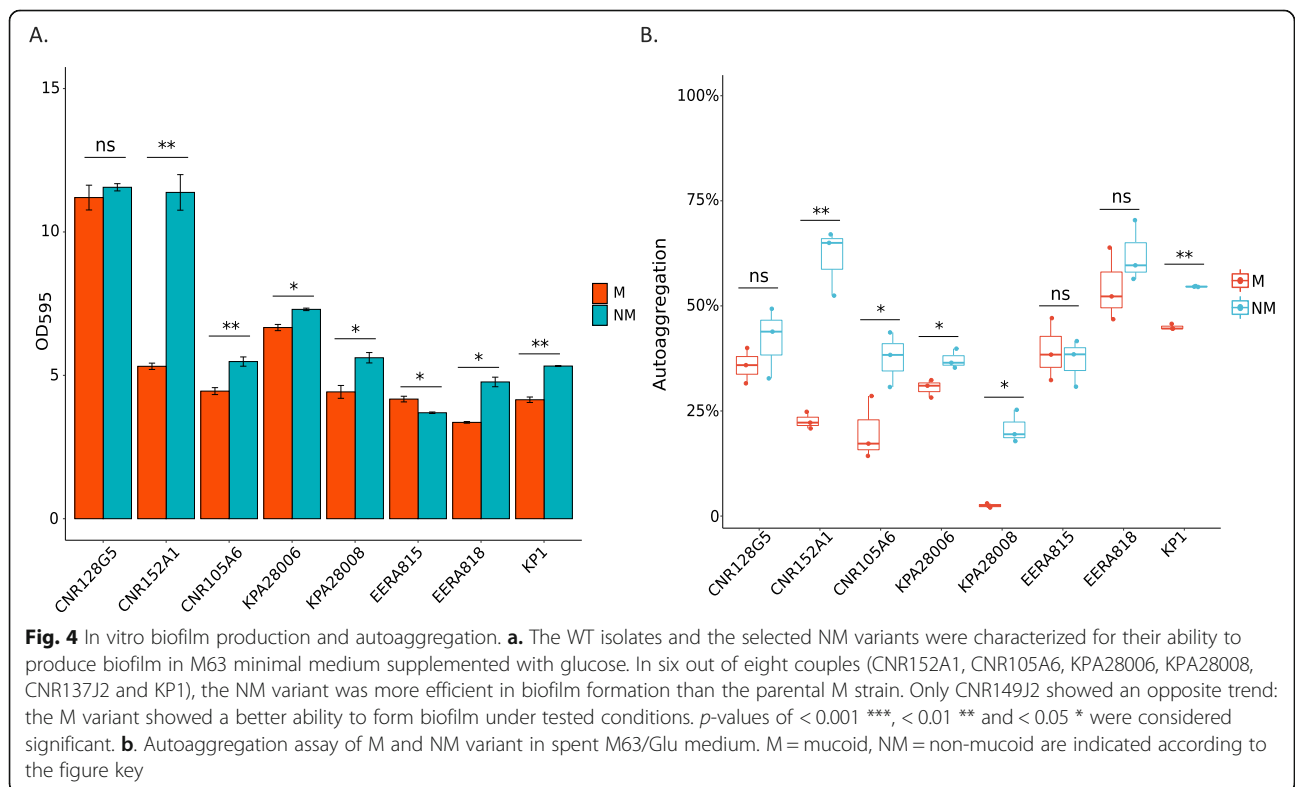 A.
15
10
5
0
OD595
ns
**
**
*
*
*
*
**
M
NM
CNR128G5
CNR152A1
CNR105A6
KPA28006
KPA28008
EERA815
EERA818
KP1
B.
100%
75%
50%
25%
0
Autoaggregation
ns
**
*
*
*
ns
ns
**
M
NM
CNR128G5
CNR152A1
CNR105A6
KPA28006
KPA28008
EERA815
EERA818
KP1
Fig. 4 In vitro biofilm production and autoaggregation. a. The WT isolates and the selected NM variants were characterized for their ability to
produce biofilm in M63 minimal medium supplemented with glucose. In six out of eight couples (CNR152A1, CNR105A6, KPA28006, KPA28008,
CNR137J2 and KP1), the NM variant was more efficient in biofilm formation than the parental M strain. Only CNR149J2 showed an opposite trend:
the M variant showed a better ability to form biofilm under tested conditions. p-values of < 0.001 ***, < 0.01 ** and < 0.05 * were considered
significant. b. Autoaggregation assay of M and NM variant in spent M63/Glu medium. M = mucoid, NM = non-mucoid are indicated according to
the figure key